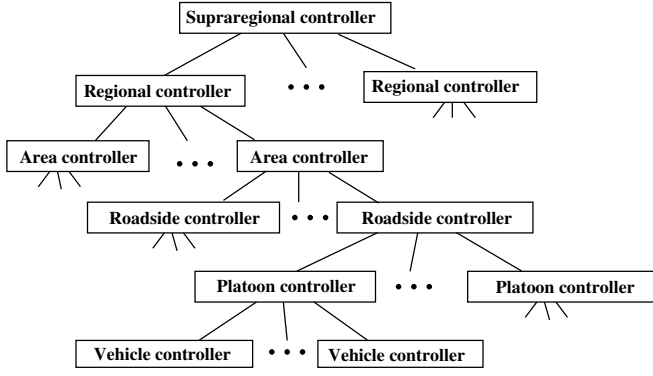 Supraregional controller
Regional controller
Regional controller
Area controller
Area controller
Roadside controller
Roadside controller
Platoon controller
Platoon controller
Vehicle controller
Vehicle controller